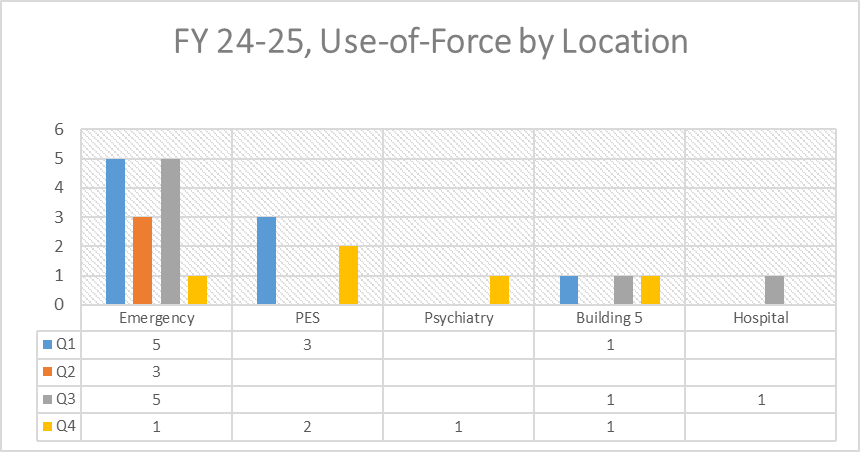 FY 24-25, Use-of-Force by Location
6
5
4
3
2
1
0
Emergency PES Psychiatry Building 5 Hospital
Q1 5 3 1
Q2 3
Q3 5 1 1
Q4 1 2 1 1